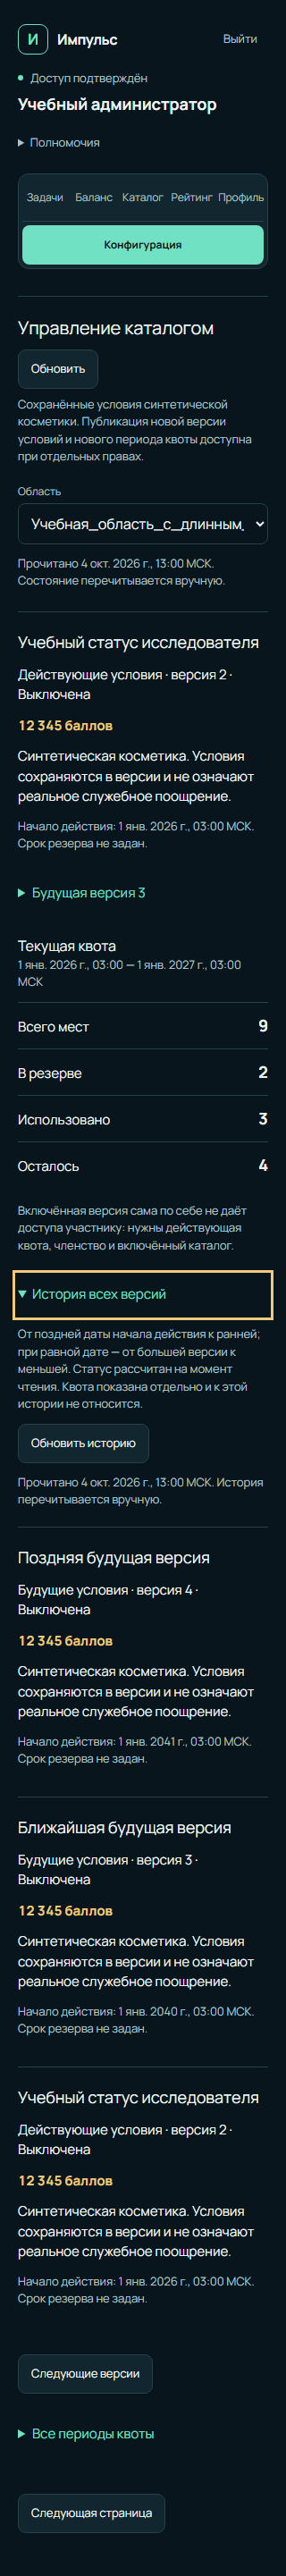 И Импульс Выйти
Доступ подтверждён
Учебный администратор
Полномочия
Задачи Баланс Каталог Рейтинг Профиль
Конфигурация
Управление каталогом
Обновить
Сохранённые условия синтетической
косметики. Публикация новой версии
условий и нового периода квоты доступна
при отдельных правах.
Область
Учебная_область_с_длинным_
Прочитано 4 окт. 2026 г., 13:00 МСК.
Состояние перечитывается вручную.
Учебный статус исследователя
Действующие условия · версия 2 ·
Выключена
12 345 баллов
Синтетическая косметика. Условия
сохраняются в версии и не означают
реальное служебное поощрение.
Начало действия: 1 янв. 2026 г., 03:00 МСК.
Срок резерва не задан.
Будущая версия 3
Текущая квота
1 янв. 2026 г., 03:00 — 1 янв. 2027 г., 03:00
МСК
Всего мест 9
В резерве 2
Использовано 3
Осталось 4
Включённая версия сама по себе не даёт
доступа участнику: нужны действующая
квота, членство и включённый каталог.
История всех версий
От поздней даты начала действия к ранней;
при равной дате — от большей версии к
меньшей. Статус рассчитан на момент
чтения. Квота показана отдельно и к этой
истории не относится.
Обновить историю
Прочитано 4 окт. 2026 г., 13:00 МСК. История
перечитывается вручную.
Поздняя будущая версия
Будущие условия · версия 4 ·
Выключена
12 345 баллов
Синтетическая косметика. Условия
сохраняются в версии и не означают
реальное служебное поощрение.
Начало действия: 1 янв. 2041 г., 03:00 МСК.
Срок резерва не задан.
Ближайшая будущая версия
Будущие условия · версия 3 ·
Выключена
12 345 баллов
Синтетическая косметика. Условия
сохраняются в версии и не означают
реальное служебное поощрение.
Начало действия: 1 янв. 2040 г., 03:00 МСК.
Срок резерва не задан.
Учебный статус исследователя
Действующие условия · версия 2 ·
Выключена
12 345 баллов
Синтетическая косметика. Условия
сохраняются в версии и не означают
реальное служебное поощрение.
Начало действия: 1 янв. 2026 г., 03:00 МСК.
Срок резерва не задан.
Следующие версии
Все периоды квоты
Следующая страница